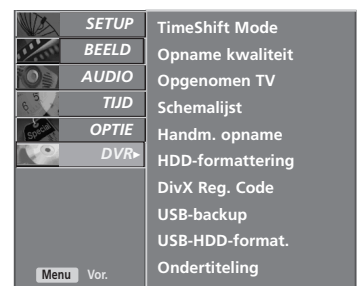 SETUP
BEELD
AUDIO
TIJD
OPTIE
DVR
Menu Vor.
TimeShift Mode
Opname kwaliteit
Opgenomen TV
Schemalijst
Handm. opname
HDD-formattering
DivX Reg. Code
USB-backup
USB-HDD-format.
Ondertiteling